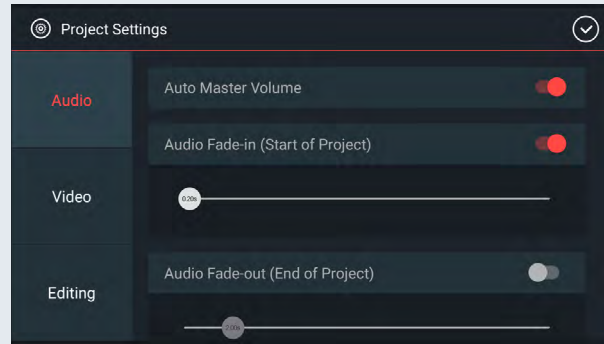 Project Settings
Audio
Auto Master Volume
Audio Fade-in (Start of Project)
0.20s
Video
Audio Fade-out (End of Project)
Editing
2.00s